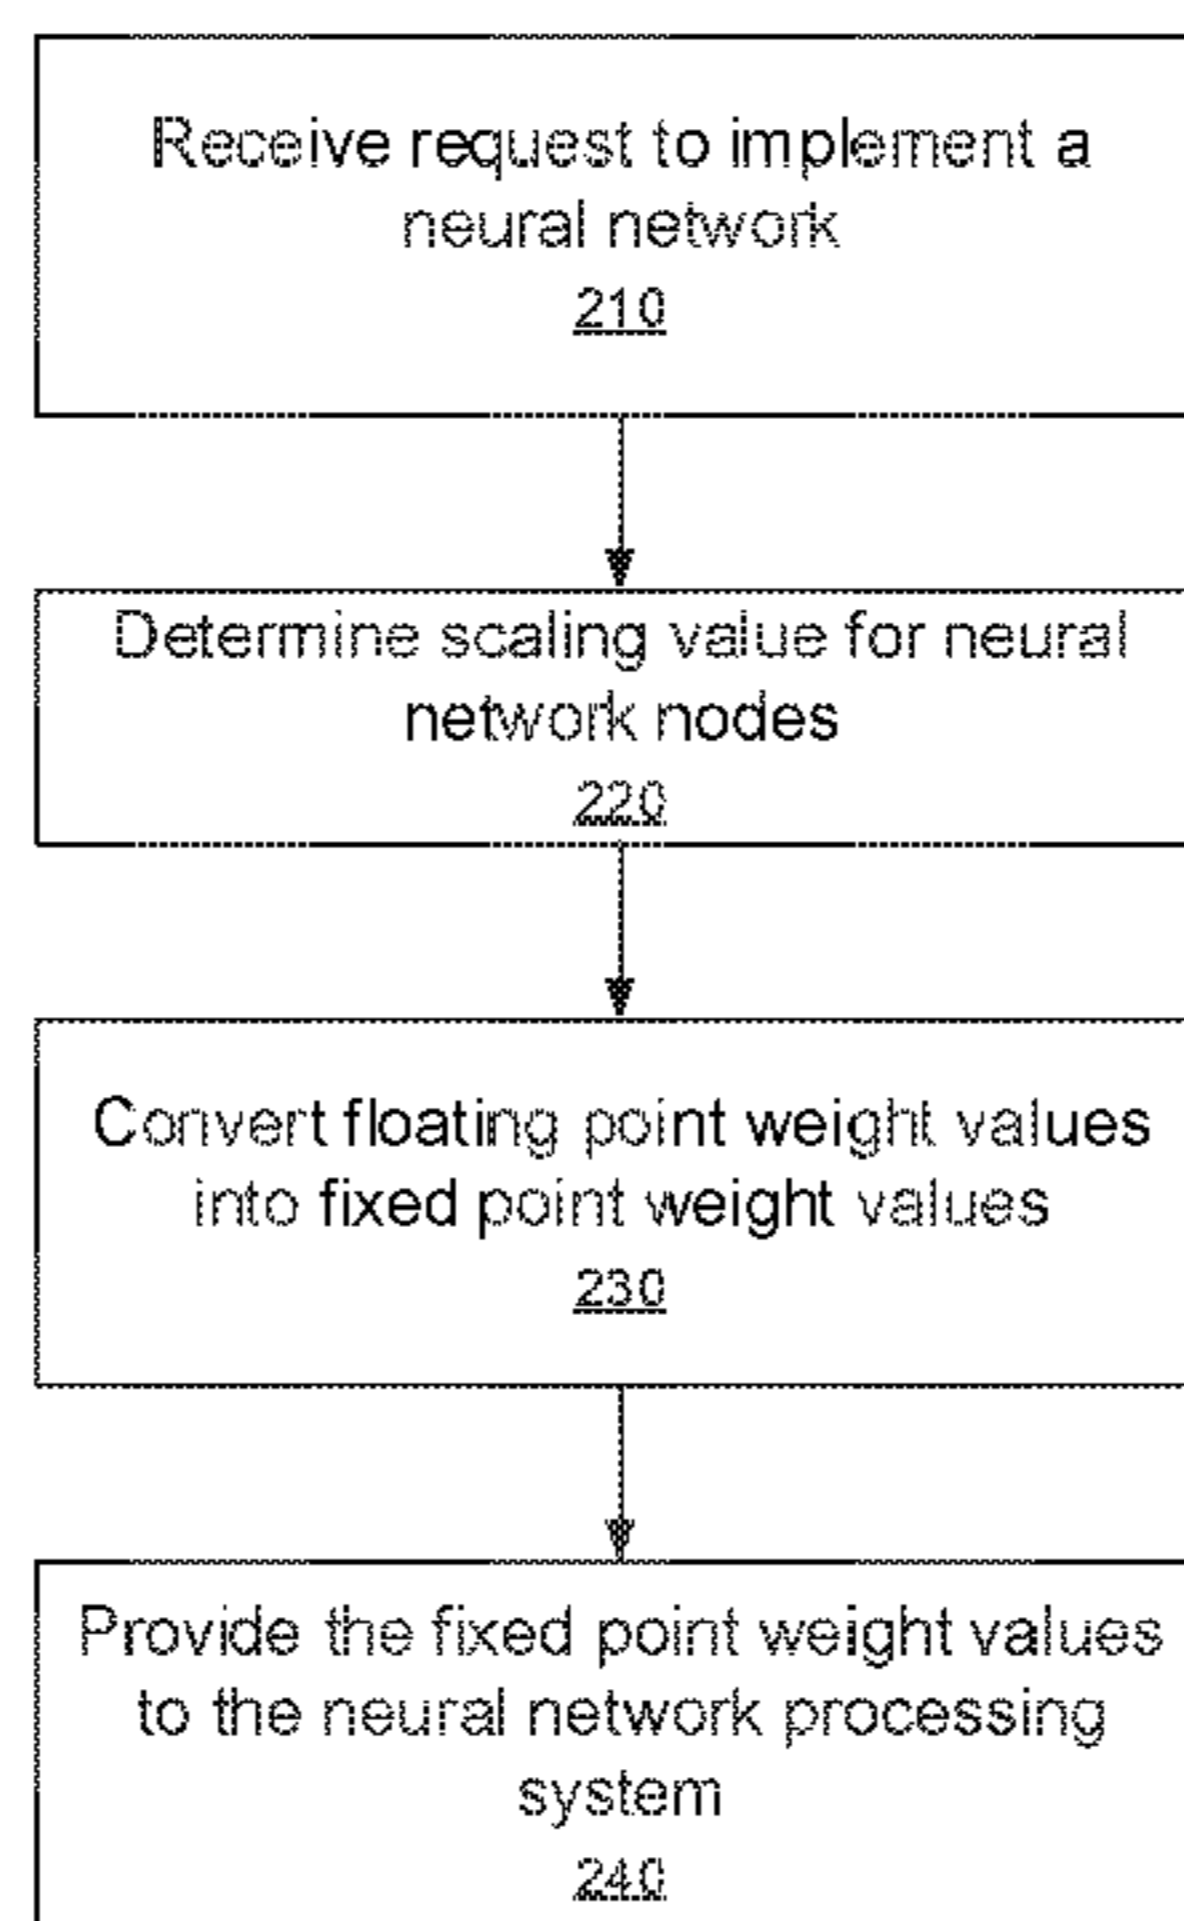 Receive request to implement a
neural network
210
Determine scaling value for neural
network nodes
220
Convert floating point weight values
into fixed point weight values
230
Provide the fixed point weight values
to the neural network processing
system
240